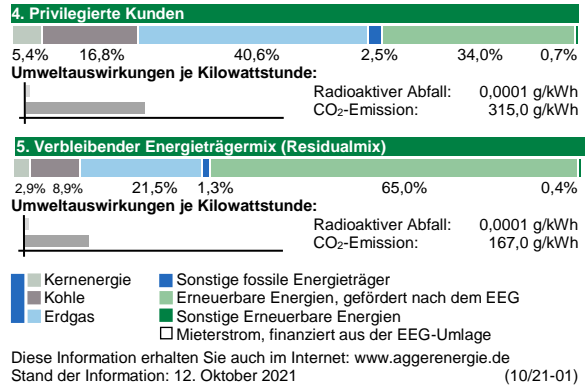 4. Privilegierte Kunden
5,4% 16,8% 40,6% 2,5% 34,0% 0,7%
Umweltauswirkungen je Kilowattstunde:
Radioaktiver Abfall: 0,0001 g/kWh
CO₂-Emission: 315,0 g/kWh
5. Verbleibender Energieträgermix (Residualmix)
2,9% 8,9% 21,5% 1,3% 65,0% 0,4%
Umweltauswirkungen je Kilowattstunde:
Radioaktiver Abfall: 0,0001 g/kWh
CO₂-Emission: 167,0 g/kWh
Kernenergie Sonstige fossile Energieträger
Kohle Erneuerbare Energien, gefördert nach dem EEG
Erdgas Sonstige Erneuerbare Energien
Mieterstrom, finanziert aus der EEG-Umlage
Diese Information erhalten Sie auch im Internet: www.aggerenergie.de
Stand der Information: 12. Oktober 2021 (10/21-01)